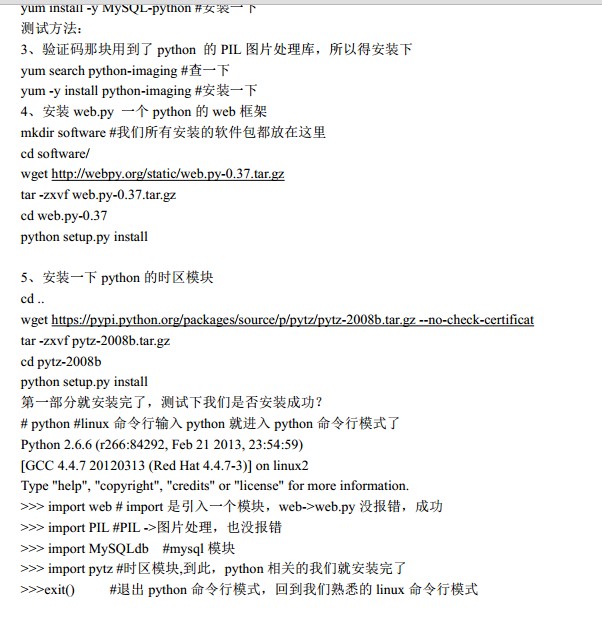 yum install -y MySQL-python #安装一下
测试方法：
3、验证码那块用到了 python 的 PIL 图片处理库，所以得安装下
yum search python-imaging #查一下
yum -y install python-imaging #安装一下
4、安装 web.py 一个 python 的 web 框架
mkdir software #我们所有安装的软件包都放在这里
cd software/
wget http://webpy.org/static/web.py-0.37.tar.gz
tar -zxvf web.py-0.37.tar.gz
cd web.py-0.37
python setup.py install
5、安装一下 python 的时区模块
cd ..
wget https://pypi.python.org/packages/source/p/pytz/pytz-2008b.tar.gz --no-check-certificat
tar -zxvf pytz-2008b.tar.gz
cd pytz-2008b
python setup.py install
第一部分就安装完了，测试下我们是否安装成功？
# python #linux 命令行输入 python 就进入 python 命令行模式了
Python 2.6.6 (r266:84292, Feb 21 2013, 23:54:59)
[GCC 4.4.7 20120313 (Red Hat 4.4.7-3)] on linux2
Type "help", "copyright", "credits" or "license" for more information.
>>> import web # import 是引入一个模块，web->web.py 没报错，成功
>>> import PIL #PIL ->图片处理，也没报错
>>> import MySQLdb #mysql 模块
>>> import pytz #时区模块,到此，python 相关的我们就安装完了
>>>exit() #退出 python 命令行模式，回到我们熟悉的 linux 命令行模式